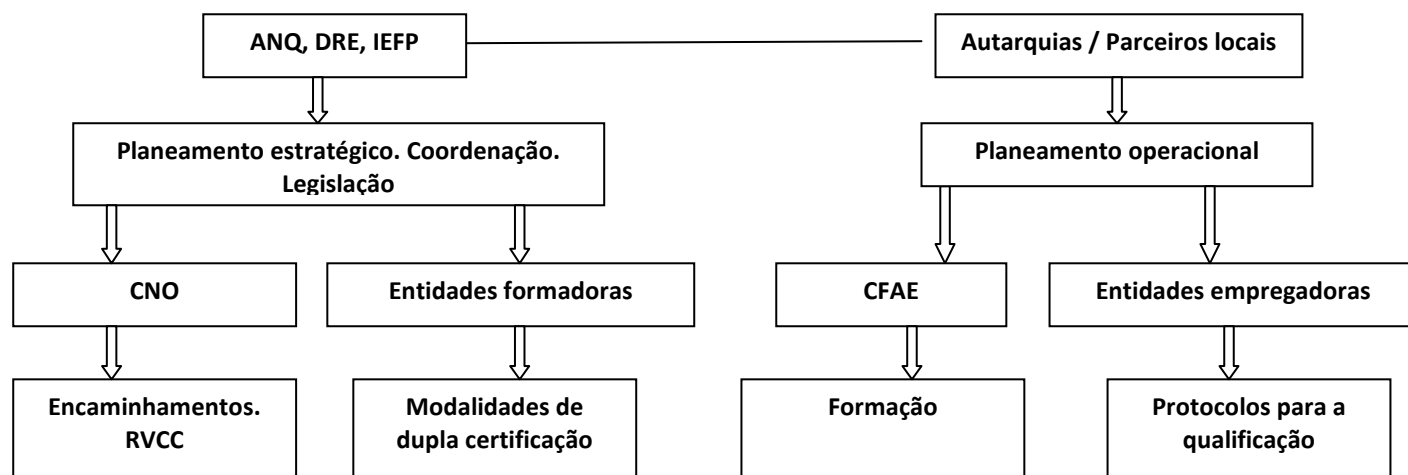 ANQ, DRE, IEFP
Autarquias / Parceiros locais
Planeamento estratégico. Coordenação.
Legislação
Planeamento operacional
CNO
Entidades formadoras
CFAE
Entidades empregadoras
Encaminhamentos.
RVCC
Modalidades de
dupla certificação
Formação
Protocolos para a
qualificação